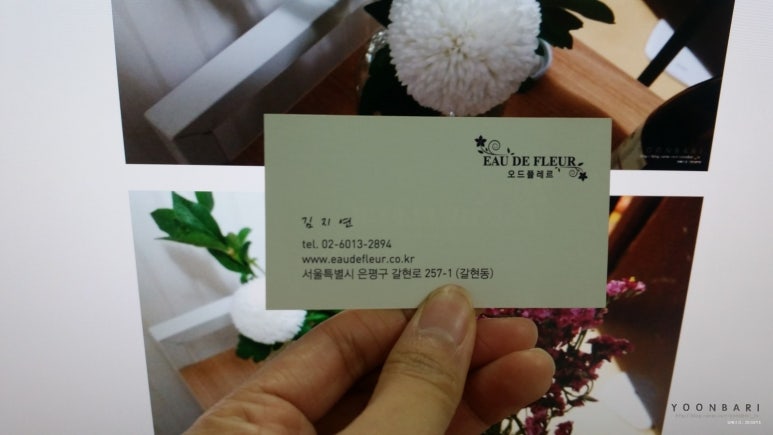 EAU DE FLEUR
오드플레르
김지연
tel. 02-6013-2894
www.eaudefleur.co.kr
서울특별시 은평구 갈현로 257-1 (갈현동)
YOONBARI